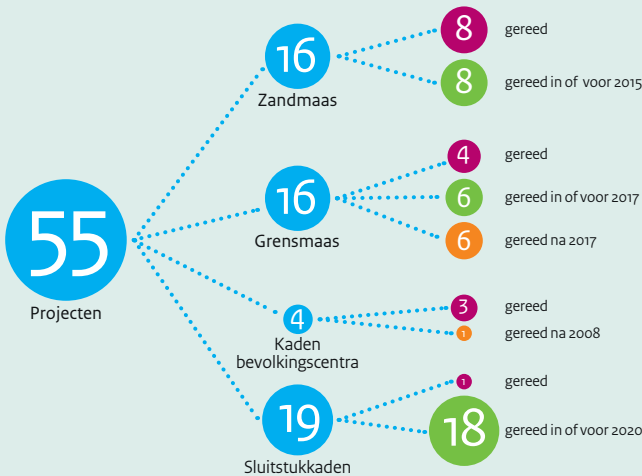 55
Projecten
16
Zandmaas
8
gereed
8
gereed in of voor 2015
16
Grensmaas
4
gereed
6
gereed in of voor 2017
6
gereed na 2017
4
Kaden
bevolkingscentra
3
gereed
1
gereed na 2008
19
Sluitstukkaden
1
gereed
18
gereed in of voor 2020